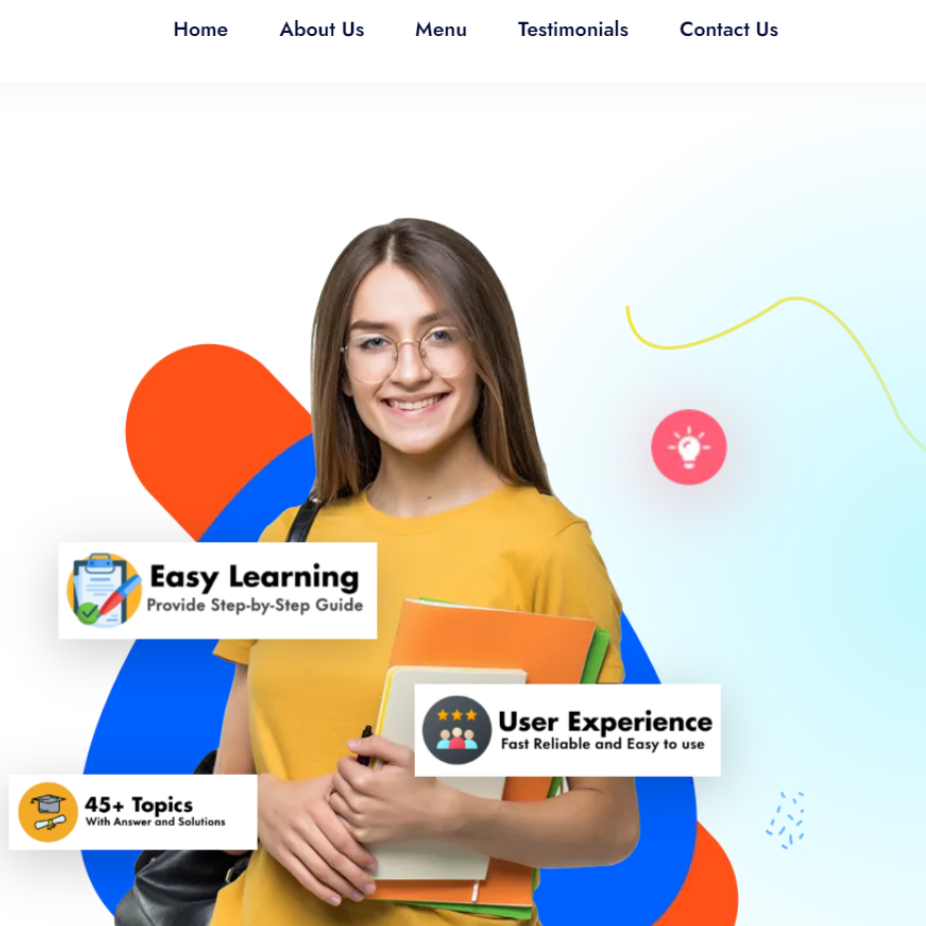 Home About Us Menu Testimonials Contact Us
Easy Learning
Provide Step-by-Step Guide
User Experience
Fast Reliable and Easy to use
45+ Topics
With Answer and Solutions